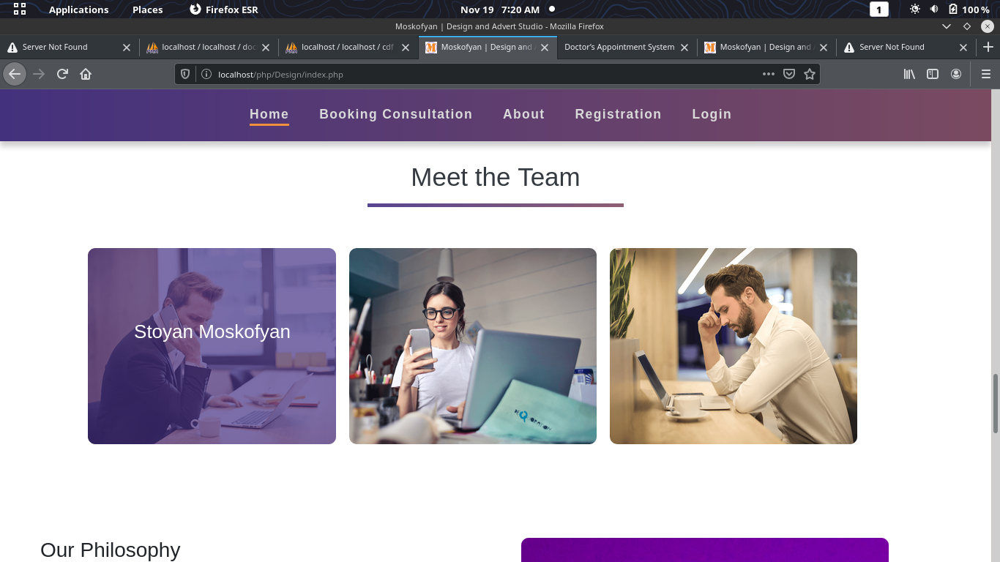 Applications Places Firefox ESR Nov 19 7:20 AM 1 100 %
Moskofyan | Design and Advert Studio - Mozilla Firefox
Server Not Found localhost / localhost / doc localhost / localhost / cdf Moskofyan | Design and Doctor's Appointment System Moskofyan | Design and Server Not Found
localhost/php/Design/index.php
Home Booking Consultation About Registration Login
Meet the Team
Stoyan Moskofyan
Our Philosophy